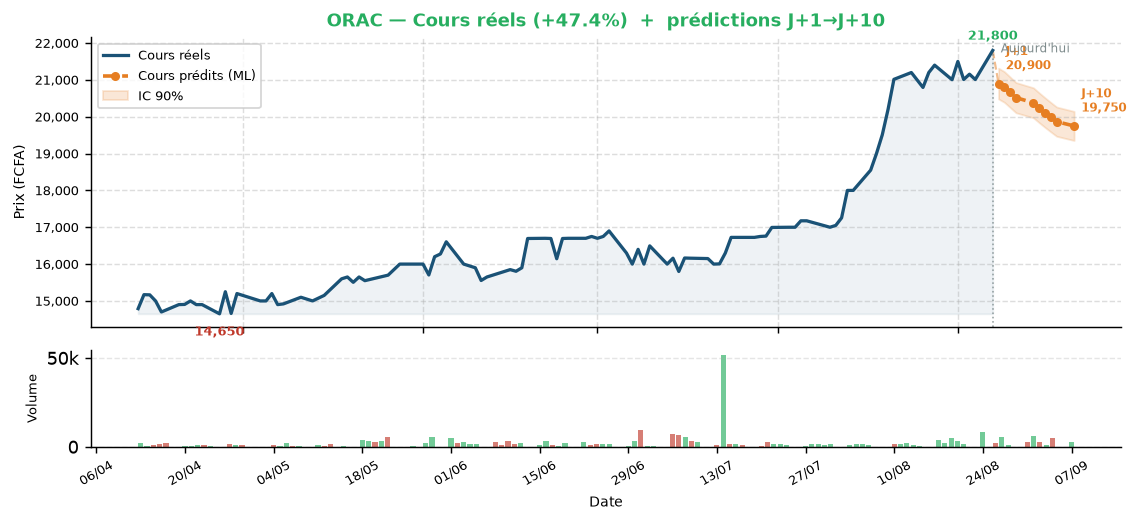 ORAC — Cours réels (+47.4%) + prédictions J+1→J+10
21,800
Aujourd'hui
J+1
20,900
J+10
19,750
Cours réels
Cours prédits (ML)
IC 90%
Prix (FCFA)
22,000
21,000
20,000
19,000
18,000
17,000
16,000
15,000
14,650
Volume
50k
0
06/04
20/04
04/05
18/05
01/06
15/06
29/06
13/07
27/07
10/08
24/08
07/09
Date